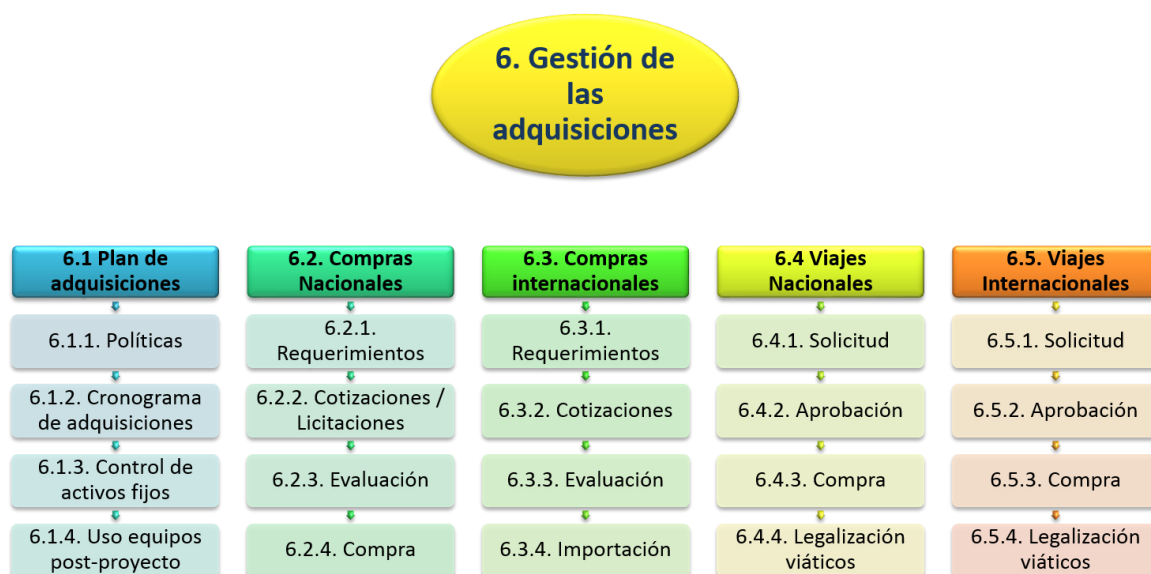 6. Gestión de
las
adquisiciones
6.1 Plan de
adquisiciones
6.1.1. Políticas
6.1.2. Cronograma
de adquisiciones
6.1.3. Control de
activos fijos
6.1.4. Uso equipos
post-proyecto
6.2. Compras
Nacionales
6.2.1.
Requerimientos
6.2.2. Cotizaciones /
Licitaciones
6.2.3. Evaluación
6.2.4. Compra
6.3. Compras
internacionales
6.3.1.
Requerimientos
6.3.2. Cotizaciones
6.3.3. Evaluación
6.3.4. Importación
6.4 Viajes
Nacionales
6.4.1. Solicitud
6.4.2. Aprobación
6.4.3. Compra
6.4.4. Legalización
viáticos
6.5. Viajes
Internacionales
6.5.1. Solicitud
6.5.2. Aprobación
6.5.3. Compra
6.5.4. Legalización
viáticos